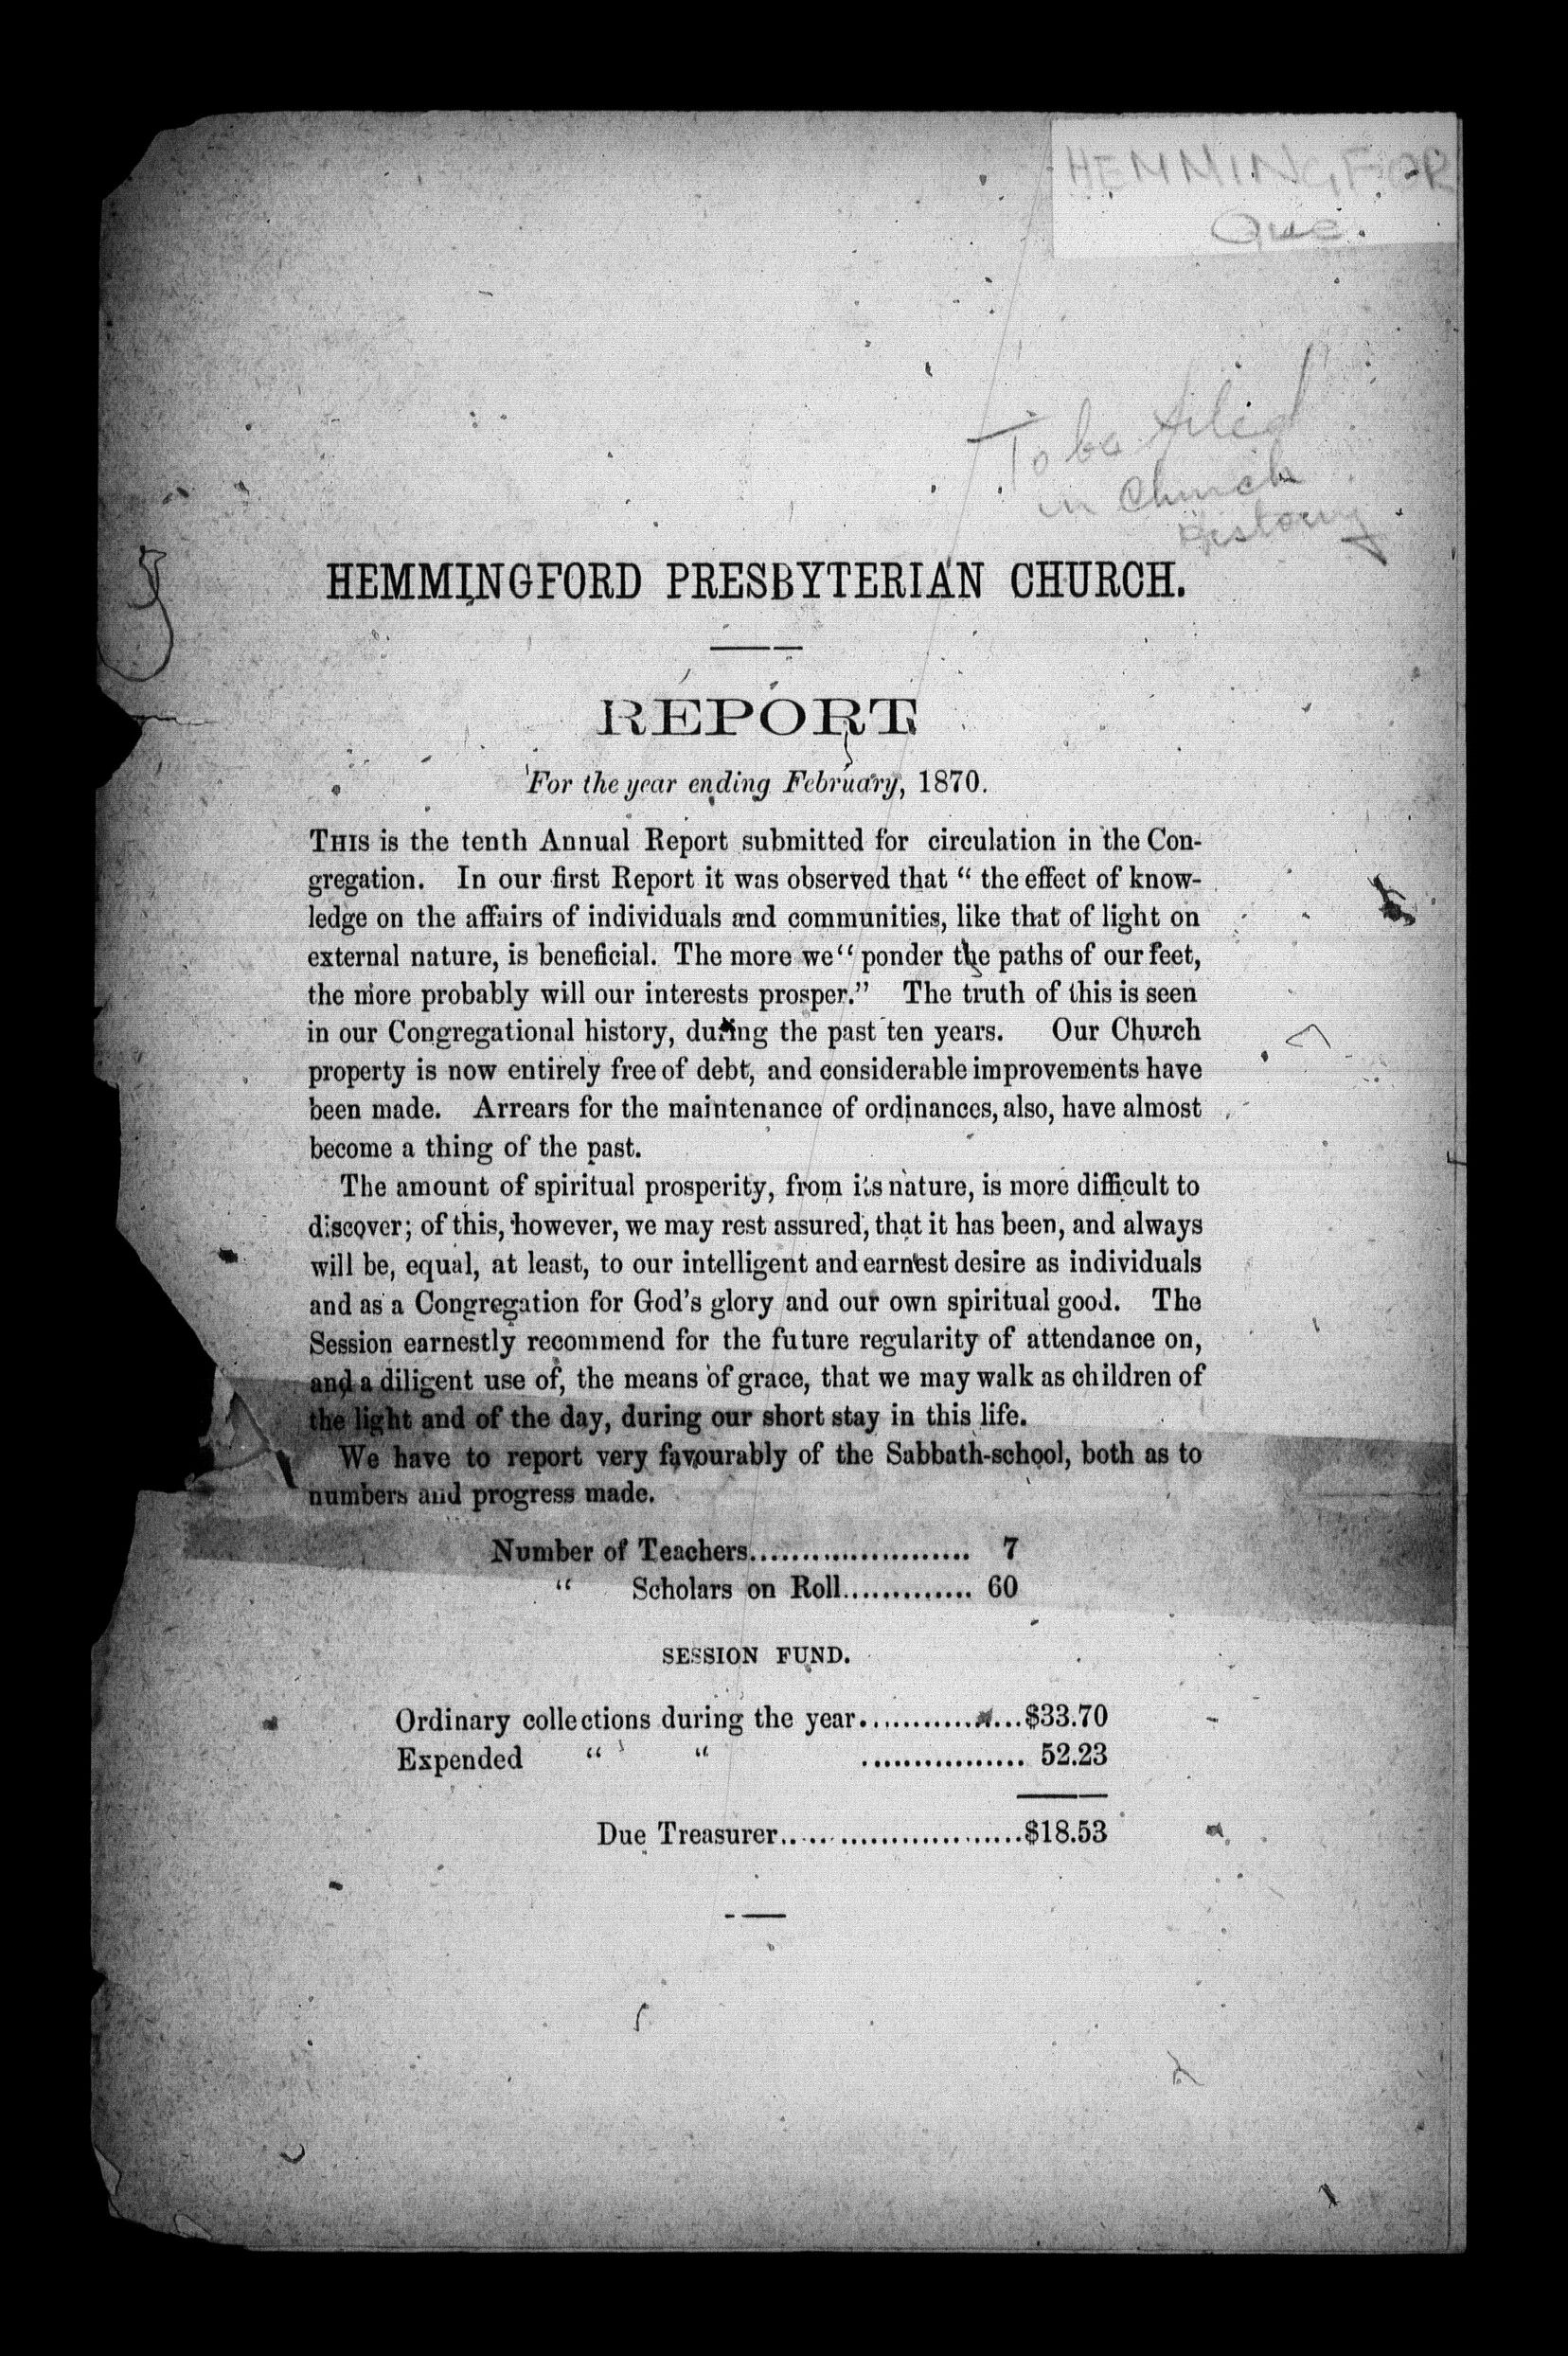 HEMMINGFOR
Que.
To be filed
in Church
History
HEMMINGFORD PRESBYTERIAN CHURCH.
REPORT
For the year ending February, 1870.
THIS is the tenth Annual Report submitted for circulation in the Con-
gregation. In our first Report it was observed that “ the effect of know-
ledge on the affairs of individuals and communities, like that of light on
external nature, is beneficial. The more we “ ponder the paths of our feet,
the more probably will our interests prosper.” The truth of this is seen
in our Congregational history, during the past ten years. Our Church
property is now entirely free of debt, and considerable improvements have
been made. Arrears for the maintenance of ordinances, also, have almost
become a thing of the past.
The amount of spiritual prosperity, from its nature, is more difficult to
discover; of this, however, we may rest assured, that it has been, and always
will be, equal, at least, to our intelligent and earnest desire as individuals
and as a Congregation for God's glory and our own spiritual good. The
Session earnestly recommend for the future regularity of attendance on,
and a diligent use of, the means of grace, that we may walk as children of
the light and of the day, during our short stay in this life.
We have to report very favourably of the Sabbath-school, both as to
numbers and progress made.
Number of Teachers...................... 7
“ Scholars on Roll............. 60
SESSION FUND.
Ordinary collections during the year................$33.70
Expended “ “ ................ 52.23
Due Treasurer........................$18.53